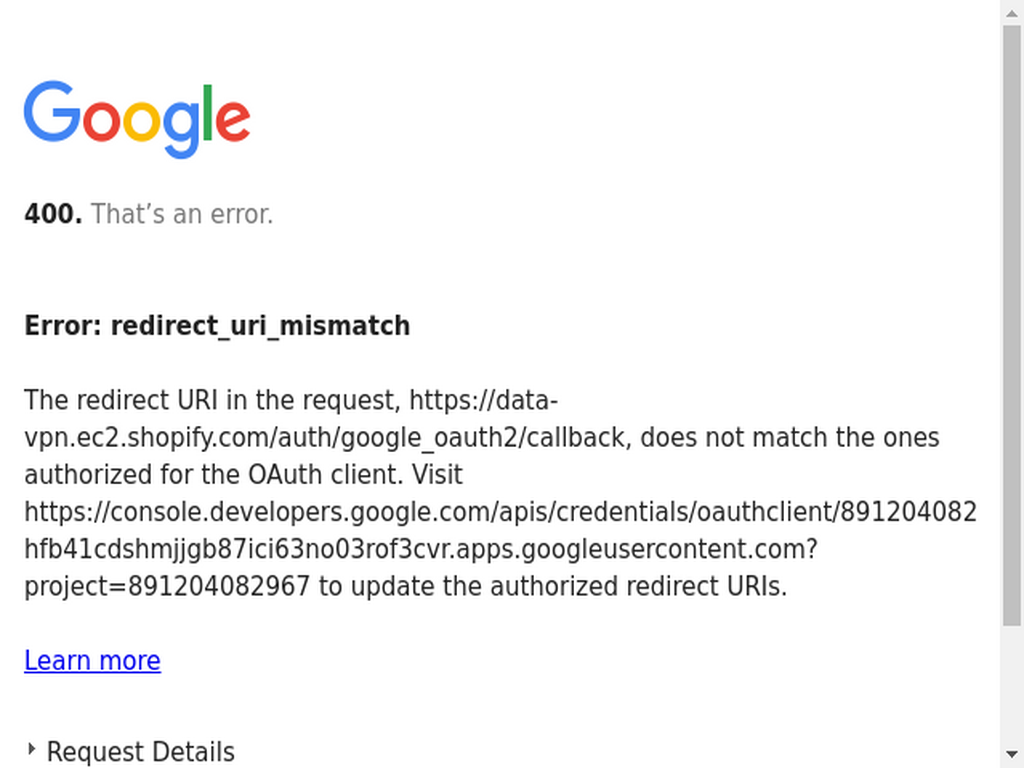 Google
400. That’s an error.
Error: redirect_uri_mismatch
The redirect URI in the request, https://data-
vpn.ec2.shopify.com/auth/google_oauth2/callback, does not match the ones
authorized for the OAuth client. Visit
https://console.developers.google.com/apis/credentials/oauthclient/891204082
hfb41cdshmjjgb87ici63no03rof3cvr.apps.googleusercontent.com?
project=891204082967 to update the authorized redirect URIs.
Learn more
Request Details